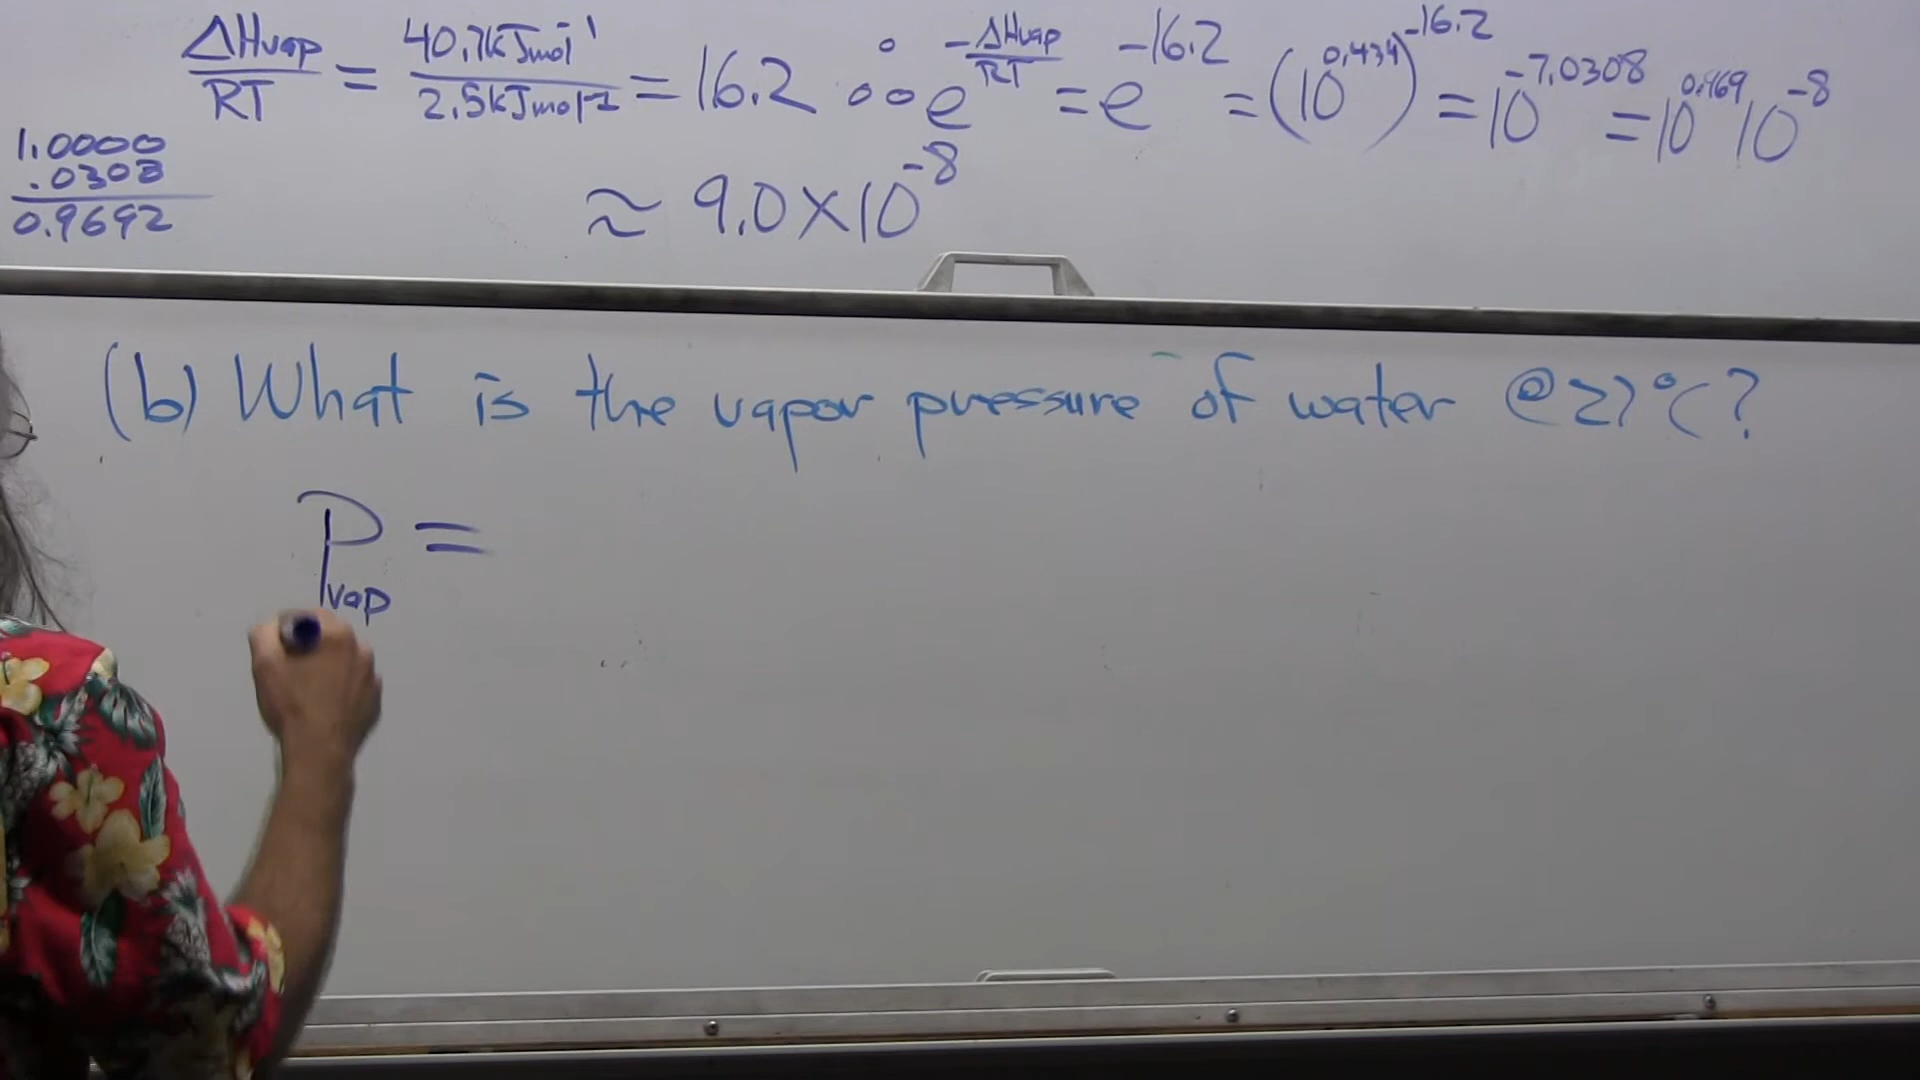 ΔHvap/RT = 40.7kJmol⁻¹/2.5kJmol⁻¹ = 16.2 ∴ e^(-ΔHvap/RT) = e^(-16.2) = (10^0.434)^(-16.2) = 10^(-7.0308) = 10^0.969 10^(-8)
1.0000
.0308
0.9692
≈ 9.0×10⁻⁸
(b) What is the vapor pressure of water @27°C?
P_vap =